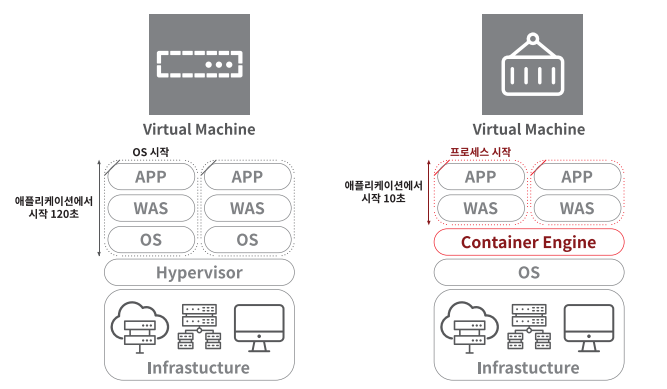 Virtual Machine
OS 시작
애플리케이션에서
시작 120초
APP
APP
WAS
WAS
OS
OS
Hypervisor
Infrastucture
Virtual Machine
프로세스 시작
애플리케이션에서
시작 10초
APP
APP
WAS
WAS
Container Engine
OS
Infrastucture